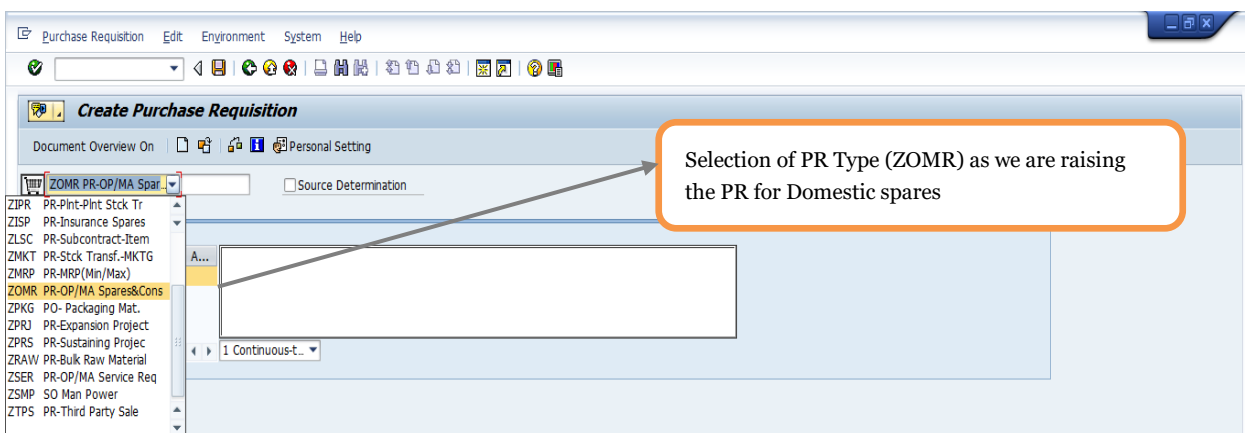 Purchase Requisition Edit Environment System Help
Create Purchase Requisition
Document Overview On Personal Setting
ZOMR PR-OP/MA Spar.. Source Determination
Selection of PR Type (ZOMR) as we are raising
the PR for Domestic spares
ZIPR PR-Plnt-Plnt Stck Tr
ZISP PR-Insurance Spares
ZLSC PR-Subcontract-Item
ZMKT PR-Stck Transf.-MKTG
A...
ZMRP PR-MRP(Min/Max)
ZOMR PR-OP/MA Spares&Cons
ZPKG PO- Packaging Mat.
ZPRJ PR-Expansion Project
ZPRS PR-Sustaining Projec
1 Continuous-t...
ZRAW PR-Bulk Raw Material
ZSER PR-OP/MA Service Req
ZSMP SO Man Power
ZTPS PR-Third Party Sale